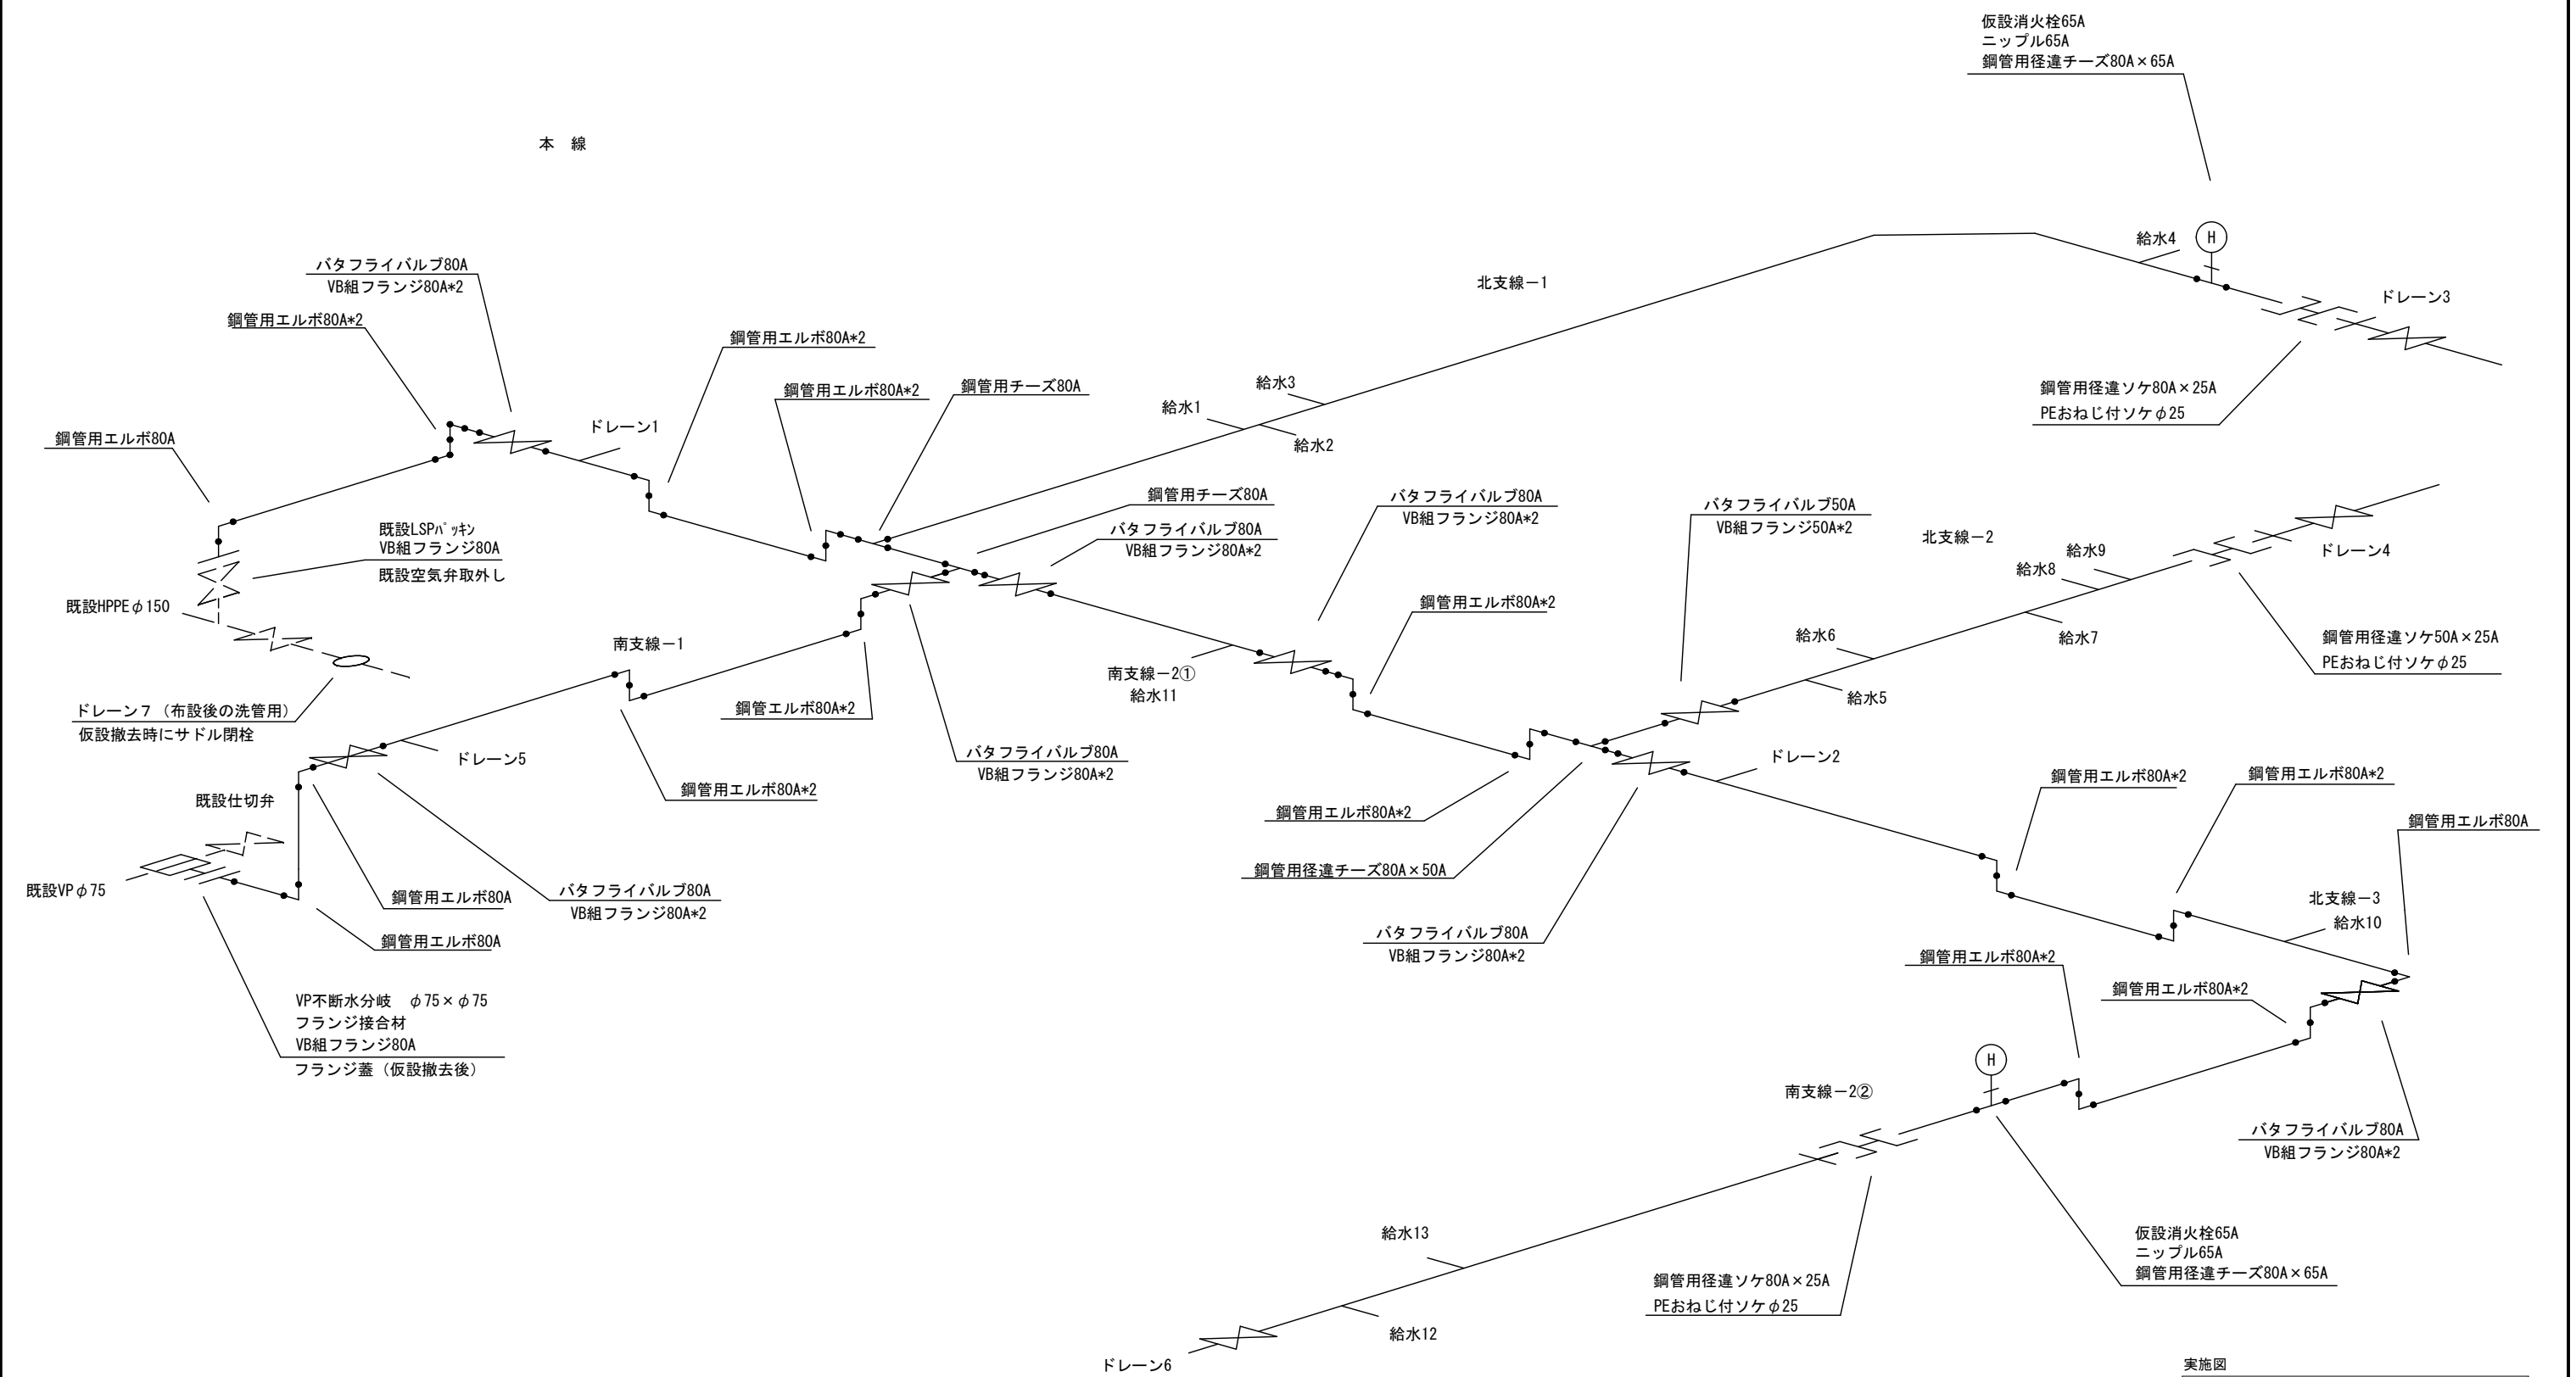 仮設消火栓65A
ニップル65A
鋼管用径違チーズ80A×65A
本　線
給水4
H
北支線－1
ドレーン3
バタフライバルブ80A
VB組フランジ80A*2
鋼管用エルボ80A*2
鋼管用エルボ80A*2
鋼管用エルボ80A*2
鋼管用チーズ80A
給水3
給水1
給水2
鋼管用径違ソケ80A×25A
PEおねじ付ソケφ25
ドレーン1
鋼管用エルボ80A
既設LSPパッキン
VB組フランジ80A
既設空気弁取外し
鋼管用チーズ80A
バタフライバルブ80A
VB組フランジ80A*2
バタフライバルブ80A
VB組フランジ80A*2
バタフライバルブ50A
VB組フランジ50A*2
北支線－2
給水9
給水8
ドレーン4
既設HPPEφ150
鋼管用エルボ80A*2
給水6
給水7
鋼管用径違ソケ50A×25A
PEおねじ付ソケφ25
南支線－1
南支線－2①
給水11
給水5
ドレーン７（布設後の洗管用）
仮設撤去時にサドル閉栓
鋼管エルボ80A*2
ドレーン5
バタフライバルブ80A
VB組フランジ80A*2
ドレーン2
鋼管用エルボ80A*2
鋼管用エルボ80A*2
鋼管用エルボ80A*2
既設仕切弁
鋼管用エルボ80A*2
鋼管用エルボ80A
鋼管用径違チーズ80A×50A
既設VPφ75
鋼管用エルボ80A
バタフライバルブ80A
VB組フランジ80A*2
北支線－3
給水10
鋼管用エルボ80A
バタフライバルブ80A
VB組フランジ80A*2
鋼管用エルボ80A*2
鋼管用エルボ80A*2
VP不断水分岐　φ75×φ75
フランジ接合材
VB組フランジ80A
フランジ蓋（仮設撤去後）
H
南支線－2②
バタフライバルブ80A
VB組フランジ80A*2
給水13
仮設消火栓65A
ニップル65A
鋼管用径違チーズ80A×65A
鋼管用径違ソケ80A×25A
PEおねじ付ソケφ25
給水12
ドレーン6
実施図